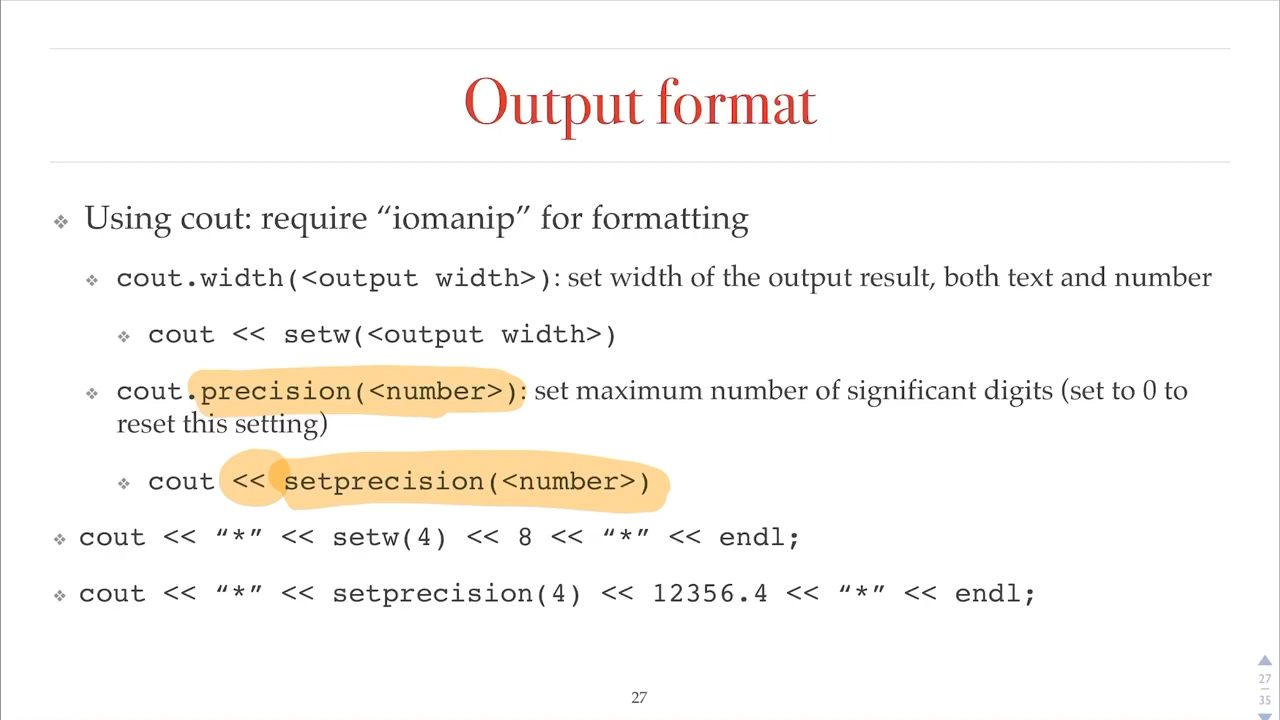 Output format
❖ Using cout: require “iomanip” for formatting
❖ cout.width(<output width>): set width of the output result, both text and number
❖ cout << setw(<output width>)
❖ cout.precision(<number>): set maximum number of significant digits (set to 0 to
reset this setting)
❖ cout << setprecision(<number>)
❖ cout << “*” << setw(4) << 8 << “*” << endl;
❖ cout << “*” << setprecision(4) << 12356.4 << “*” << endl;
27
27
35